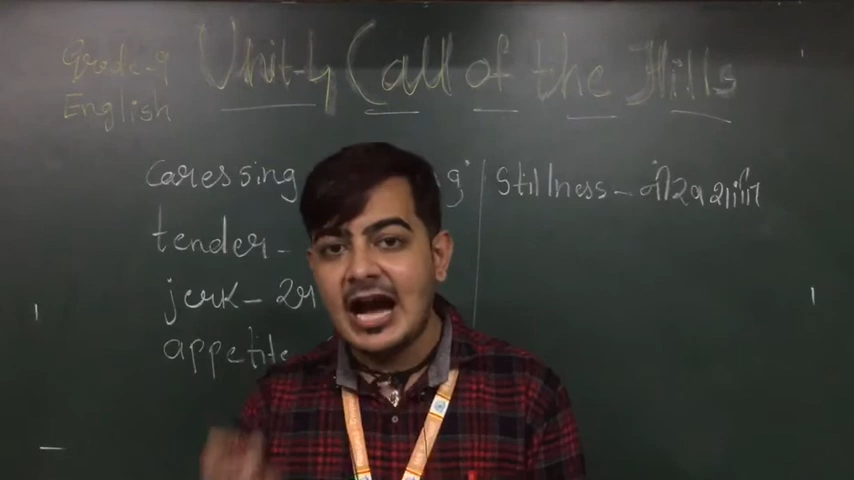 Grade-9
English
Unit-4 Call of the Hills
caressing
tender -
jerk -
appetite
stillness - નીરવ શાંતિ